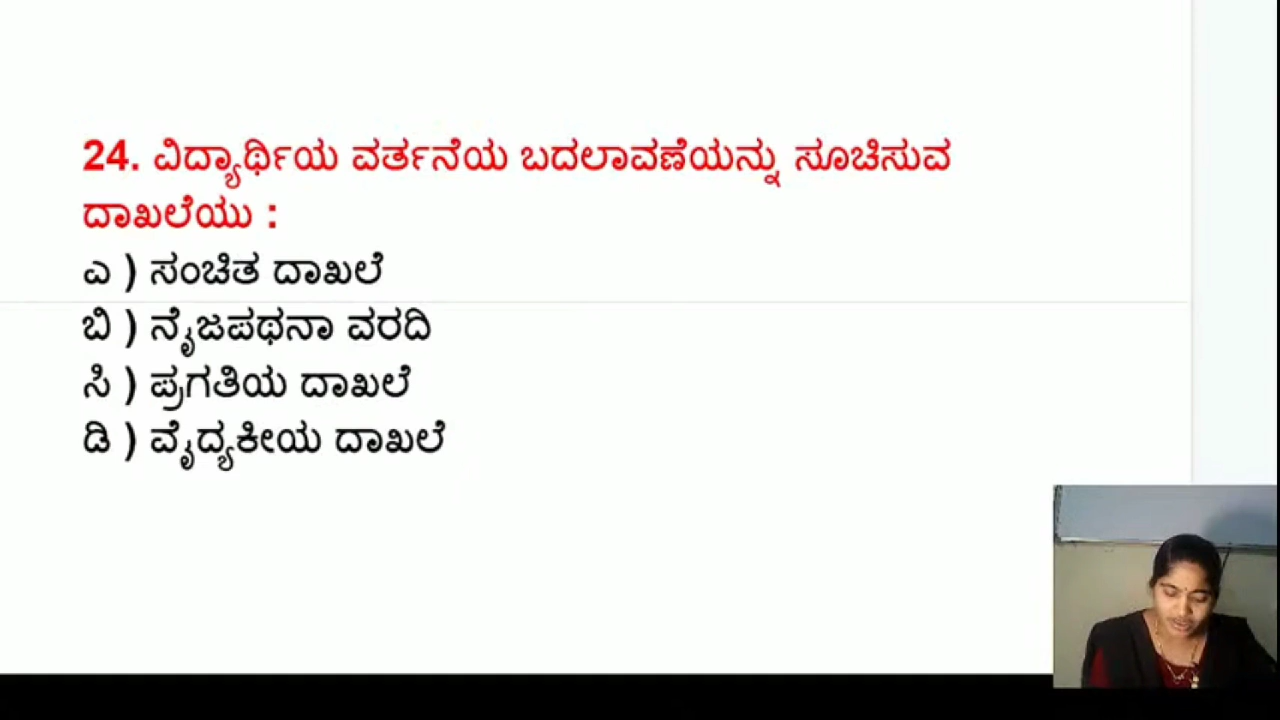 24. ವಿದ್ಯಾರ್ಥಿಯ ವರ್ತನೆಯ ಬದಲಾವಣೆಯನ್ನು ಸೂಚಿಸುವ
ದಾಖಲೆಯು :
ಎ ) ಸಂಚಿತ ದಾಖಲೆ
ಬಿ ) ನೈಜಪಥನಾ ವರದಿ
ಸಿ ) ಪ್ರಗತಿಯ ದಾಖಲೆ
ಡಿ ) ವೈದ್ಯಕೀಯ ದಾಖಲೆ